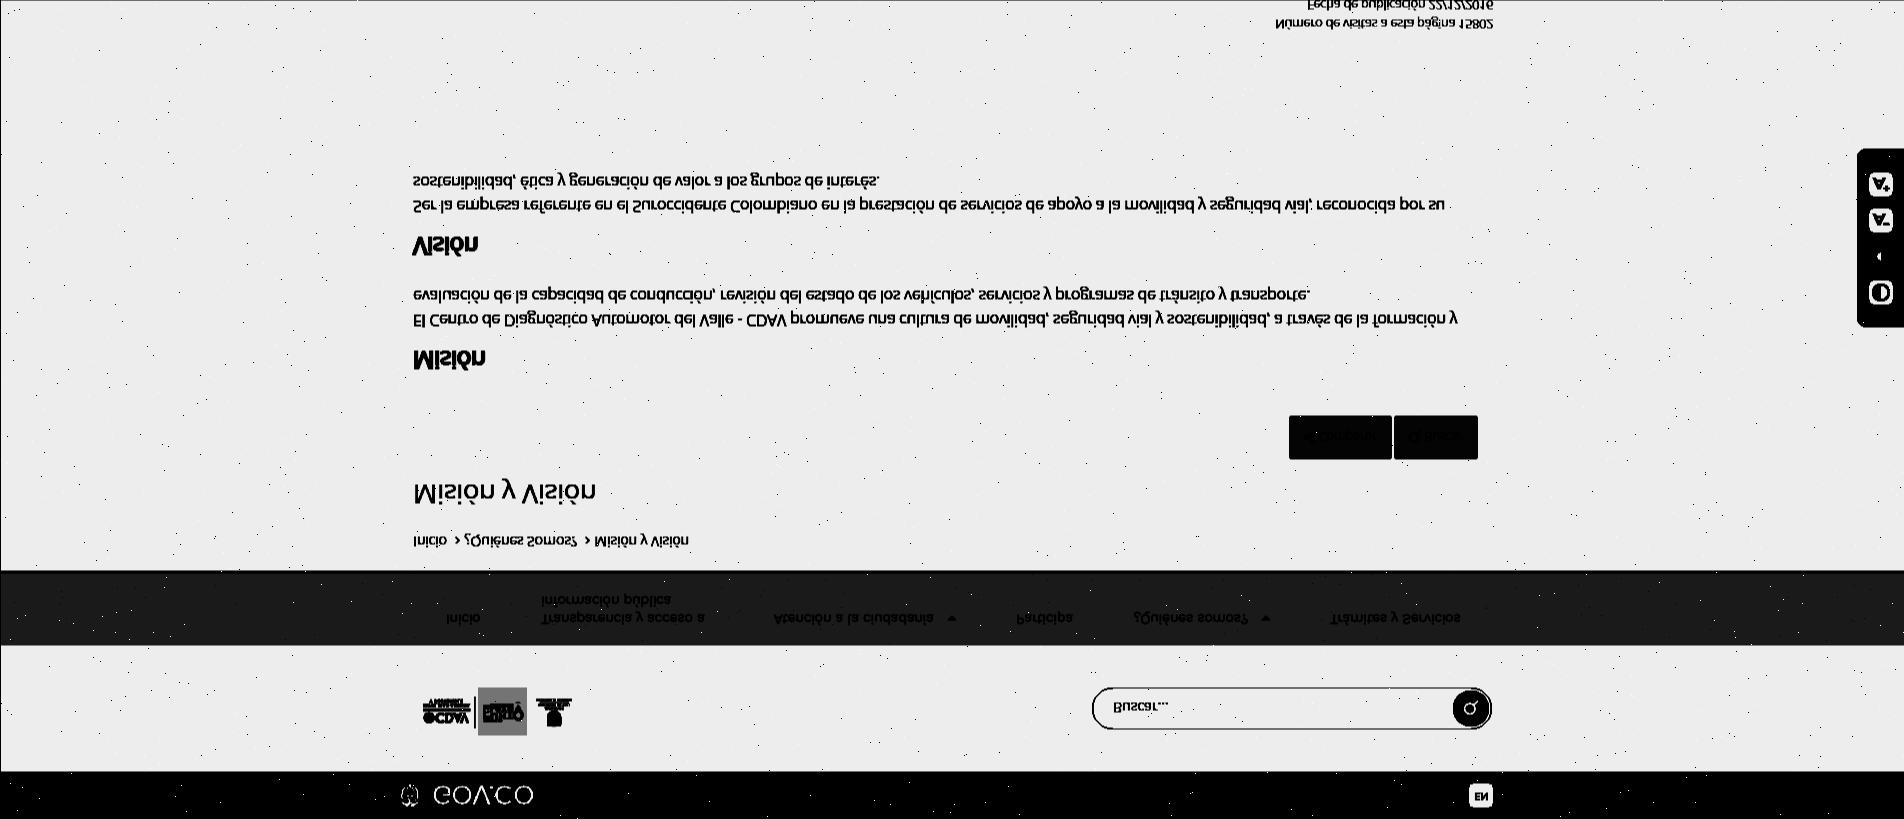 GOV.CO
EN
CDAV
Buscar...
Inicio
Transparencia y acceso a
información pública
Atención a la ciudadanía
Participa
¿Quiénes somos?
Trámites y Servicios
Inicio > ¿Quiénes Somos? > Misión y Visión
Misión y Visión
Compartir
Buscar
Misión
El Centro de Diagnóstico Automotor del Valle - CDAV promueve una cultura de movilidad, seguridad vial y sostenibilidad, a través de la formación y
evaluación de la capacidad de conducción, revisión del estado de los vehículos, servicios y programas de tránsito y transporte.
Visión
Ser la empresa referente en el Suroccidente Colombiano en la prestación de servicios de apoyo a la movilidad y seguridad vial, reconocida por su
sostenibilidad, ética y generación de valor a los grupos de interés.
A-
A+
Número de visitas a esta página 15802
Fecha de publicación 22/12/2016